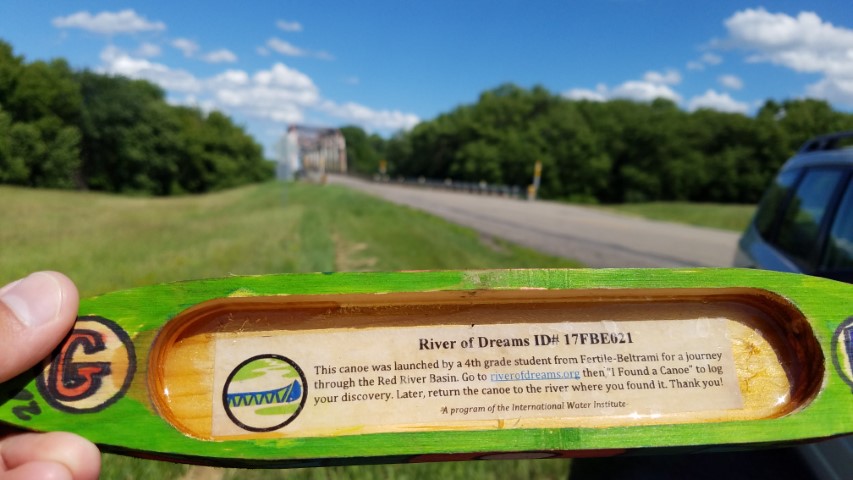 River of Dreams ID# 17FBE621
This canoe was launched by a 4th grade student from Fertile-Beltrami for a journey
through the Red River Basin. Go to riverofdreams.org then "I Found a Canoe" to log
your discovery. Later, return the canoe to the river where you found it. Thank you!
-A program of the International Water Institute-
G